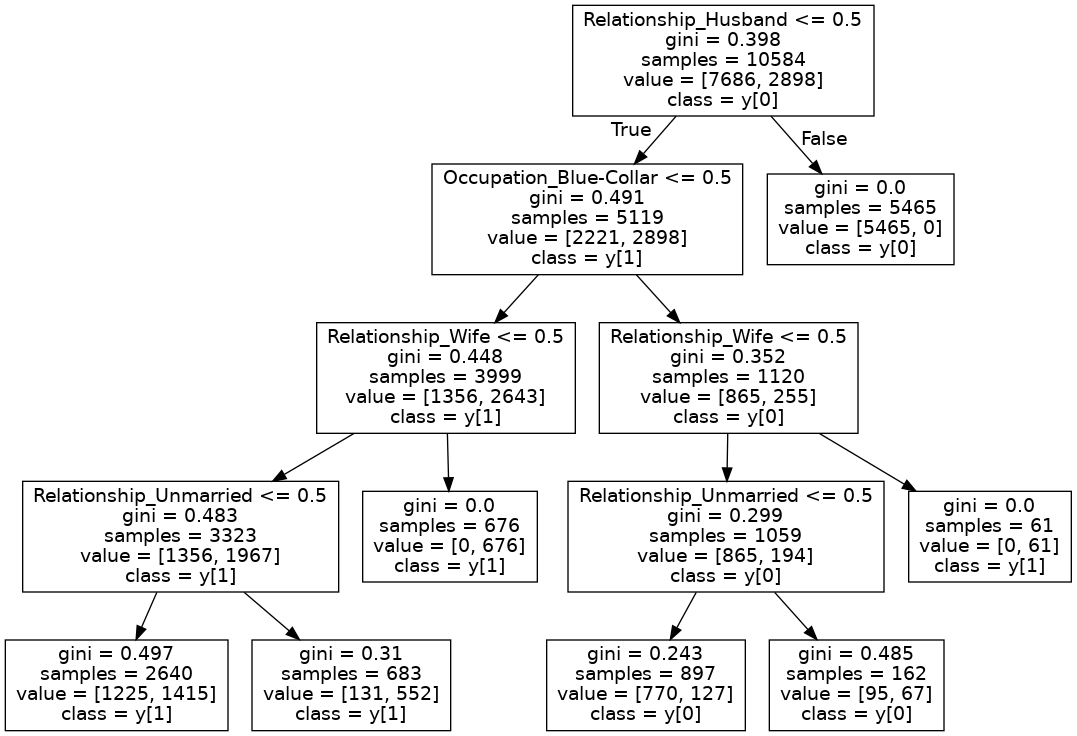 Relationship_Husband <= 0.5
gini = 0.398
samples = 10584
value = [7686, 2898]
class = y[0]
True
False
Occupation_Blue-Collar <= 0.5
gini = 0.491
samples = 5119
value = [2221, 2898]
class = y[1]
gini = 0.0
samples = 5465
value = [5465, 0]
class = y[0]
Relationship_Wife <= 0.5
gini = 0.448
samples = 3999
value = [1356, 2643]
class = y[1]
Relationship_Wife <= 0.5
gini = 0.352
samples = 1120
value = [865, 255]
class = y[0]
Relationship_Unmarried <= 0.5
gini = 0.483
samples = 3323
value = [1356, 1967]
class = y[1]
gini = 0.0
samples = 676
value = [0, 676]
class = y[1]
Relationship_Unmarried <= 0.5
gini = 0.299
samples = 1059
value = [865, 194]
class = y[0]
gini = 0.0
samples = 61
value = [0, 61]
class = y[1]
gini = 0.497
samples = 2640
value = [1225, 1415]
class = y[1]
gini = 0.31
samples = 683
value = [131, 552]
class = y[1]
gini = 0.243
samples = 897
value = [770, 127]
class = y[0]
gini = 0.485
samples = 162
value = [95, 67]
class = y[0]